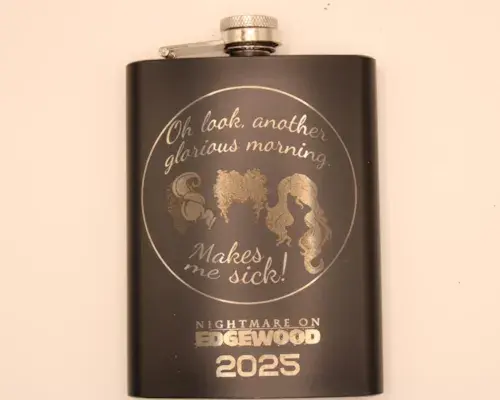 Oh look, another
glorious morning.
Makes
me sick!
NIGHTMARE ON
EDGEWOOD
2025